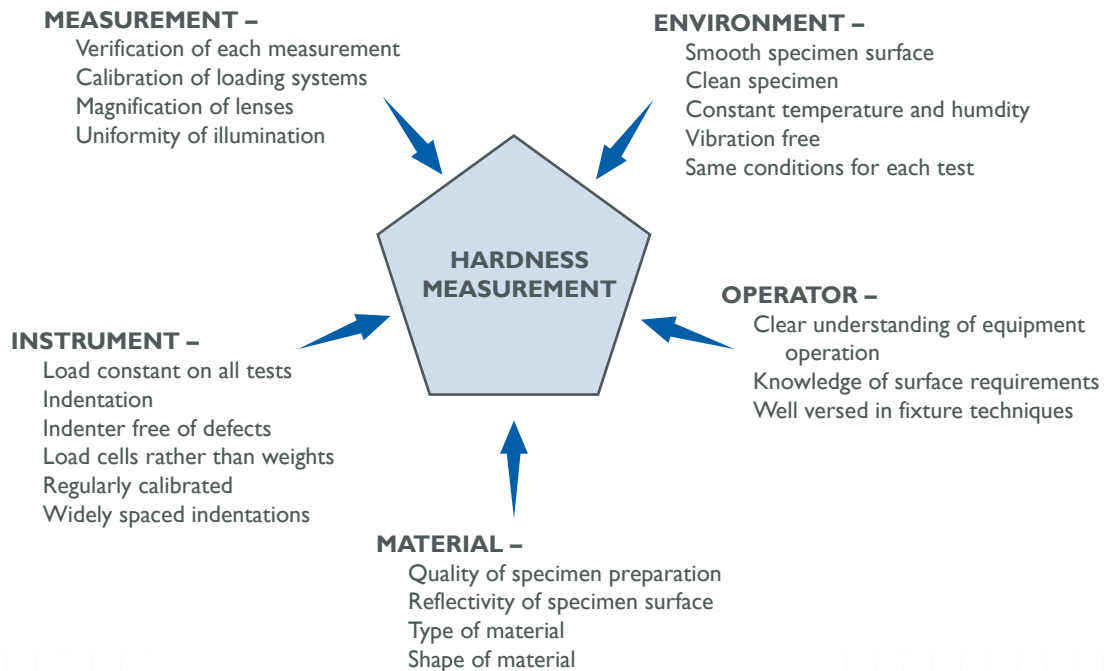 MEASUREMENT –
Verification of each measurement
Calibration of loading systems
Magnification of lenses
Uniformity of illumination
ENVIRONMENT –
Smooth specimen surface
Clean specimen
Constant temperature and humdity
Vibration free
Same conditions for each test
HARDNESS
MEASUREMENT
OPERATOR –
Clear understanding of equipment
operation
Knowledge of surface requirements
Well versed in fixture techniques
INSTRUMENT –
Load constant on all tests
Indentation
Indenter free of defects
Load cells rather than weights
Regularly calibrated
Widely spaced indentations
MATERIAL –
Quality of specimen preparation
Reflectivity of specimen surface
Type of material
Shape of material